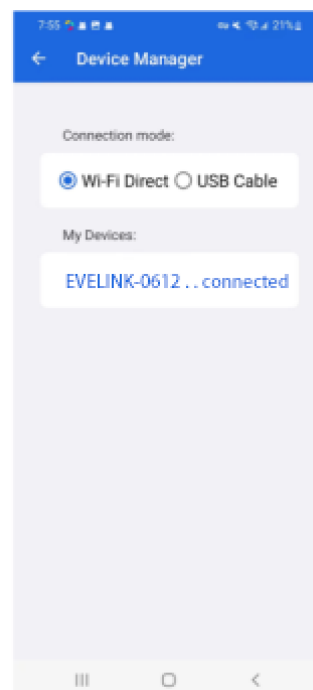 7:55 21%
Device Manager
Connection mode:
Wi-Fi Direct USB Cable
My Devices:
EVELINK-0612 . . connected